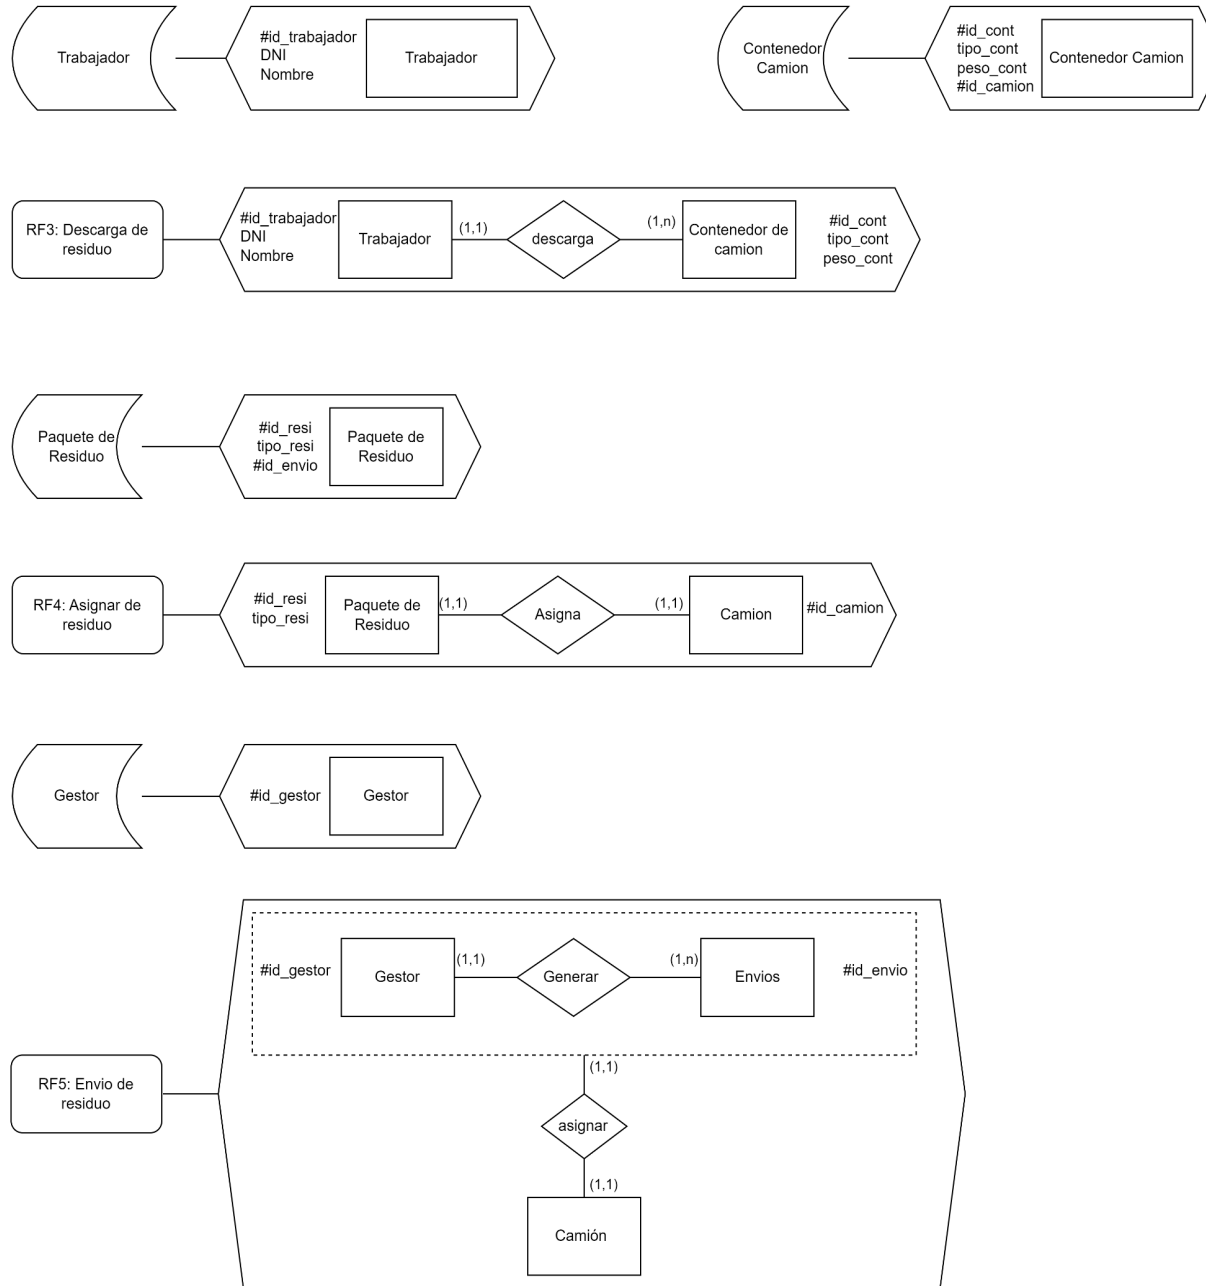 Trabajador
#id_trabajador
DNI
Nombre
Trabajador
Contenedor
Camion
#id_cont
tipo_cont
peso_cont
#id_camion
Contenedor Camion
RF3: Descarga de
residuo
#id_trabajador
DNI
Nombre
Trabajador
(1,1)
descarga
(1,n)
Contenedor de
camion
#id_cont
tipo_cont
peso_cont
Paquete de
Residuo
#id_resi
tipo_resi
#id_envio
Paquete de
Residuo
RF4: Asignar de
residuo
#id_resi
tipo_resi
Paquete de
Residuo
(1,1)
Asigna
(1,1)
Camion
#id_camion
Gestor
#id_gestor
Gestor
RF5: Envio de
residuo
#id_gestor
Gestor
(1,1)
Generar
(1,n)
Envios
#id_envio
(1,1)
asignar
(1,1)
Camión